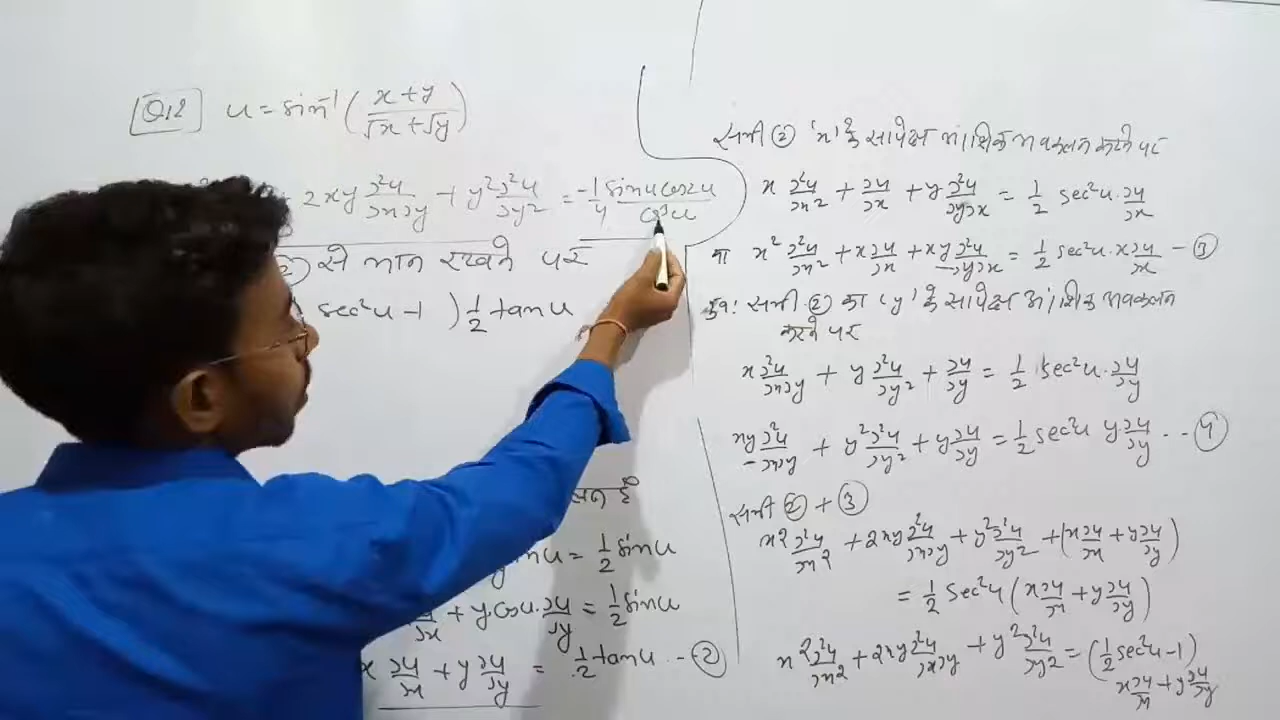 Q12 u = sin⁻¹ (x+y / √x+√y)
2xy ∂²u/∂x∂y + y² ∂²u/∂y² = -1/4 sinu cos2u / cos³u
② से मान रखने पर
sec²u - 1 ) 1/2 tanu
= 1/2 sinu
∂u/∂x + y.cosu.∂u/∂y = 1/2 sinu
x ∂u/∂x + y ∂u/∂y = 1/2 tanu -- ②
समी ② 'x' के सापेक्ष आंशिक अवकलन करने पर
x ∂²u/∂x² + ∂u/∂x + y ∂²u/∂y∂x = 1/2 sec²u . ∂u/∂x
या x² ∂²u/∂x² + x ∂u/∂x + xy ∂²u/∂y∂x = 1/2 sec²u . x ∂u/∂x - ③
पुनः समी ② का 'y' के सापेक्ष आंशिक अवकलन
करने पर
x ∂²u/∂x∂y + y ∂²u/∂y² + ∂u/∂y = 1/2 sec²u . ∂u/∂y
xy ∂²u/∂x∂y + y² ∂²u/∂y² + y ∂u/∂y = 1/2 sec²u y ∂u/∂y -- ④
समी ② + ③
x² ∂²u/∂x² + 2xy ∂²u/∂x∂y + y² ∂²u/∂y² + (x ∂u/∂x + y ∂u/∂y)
= 1/2 sec²u (x ∂u/∂x + y ∂u/∂y)
x² ∂²u/∂x² + 2xy ∂²u/∂x∂y + y² ∂²u/∂y² = (1/2 sec²u - 1)
x ∂u/∂x + y ∂u/∂y